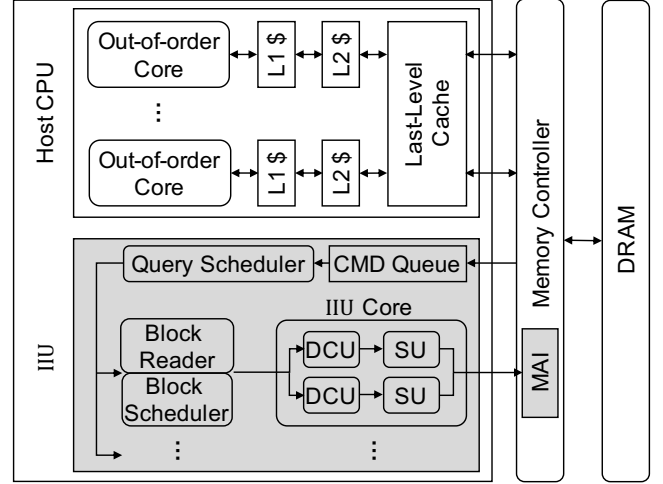 Host CPU
Out-of-order
Core
L1 $
L2 $
Last-Level
Cache
...
Out-of-order
Core
L1 $
L2 $
Memory Controller
DRAM
IIU
Query Scheduler
CMD Queue
IIU Core
Block
Reader
Block
Scheduler
DCU
SU
DCU
SU
MAI
...
...